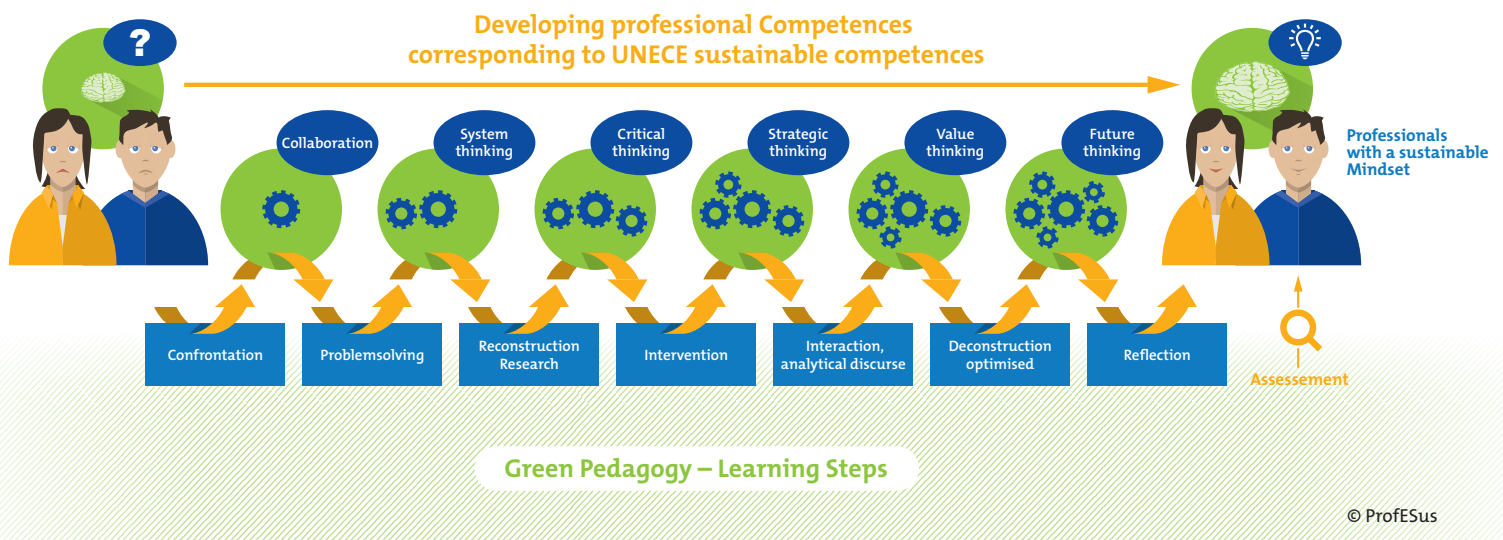 Developing professional Competences
corresponding to UNECE sustainable competences
?
Collaboration
System
thinking
Critical
thinking
Strategic
thinking
Value
thinking
Future
thinking
Professionals
with a sustainable
Mindset
Confrontation
Problemsolving
Reconstruction
Research
Intervention
Interaction,
analytical discurse
Deconstruction
optimised
Reflection
Assessement
Green Pedagogy – Learning Steps
© ProfESus